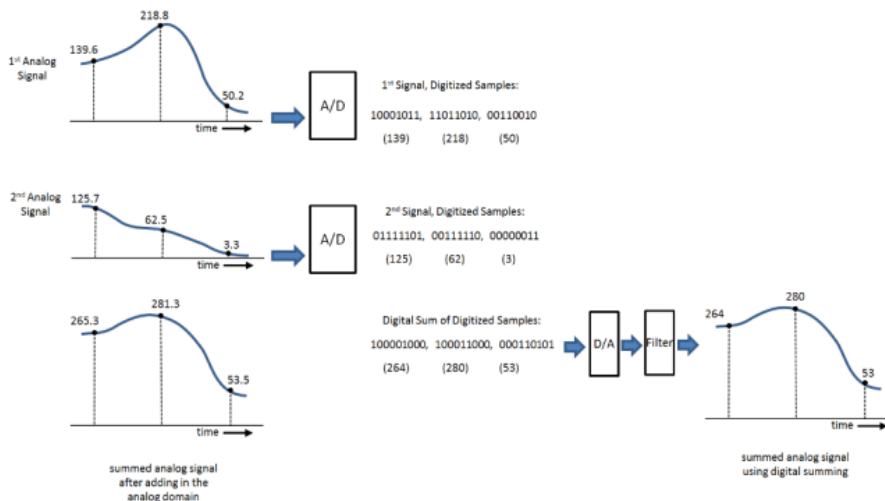 218.8
139.6
1st Analog
Signal
50.2
time
A/D
1st Signal, Digitized Samples:
10001011, 11011010, 00110010
(139) (218) (50)
2nd Analog
Signal
125.7
62.5
3.3
time
A/D
2nd Signal, Digitized Samples:
01111101, 00111110, 00000011
(125) (62) (3)
281.3
265.3
53.5
time
summed analog signal
after adding in the
analog domain
Digital Sum of Digitized Samples:
100001000, 100011000, 000110101
(264) (280) (53)
D/A
Filter
280
264
53
time
summed analog signal
using digital summing